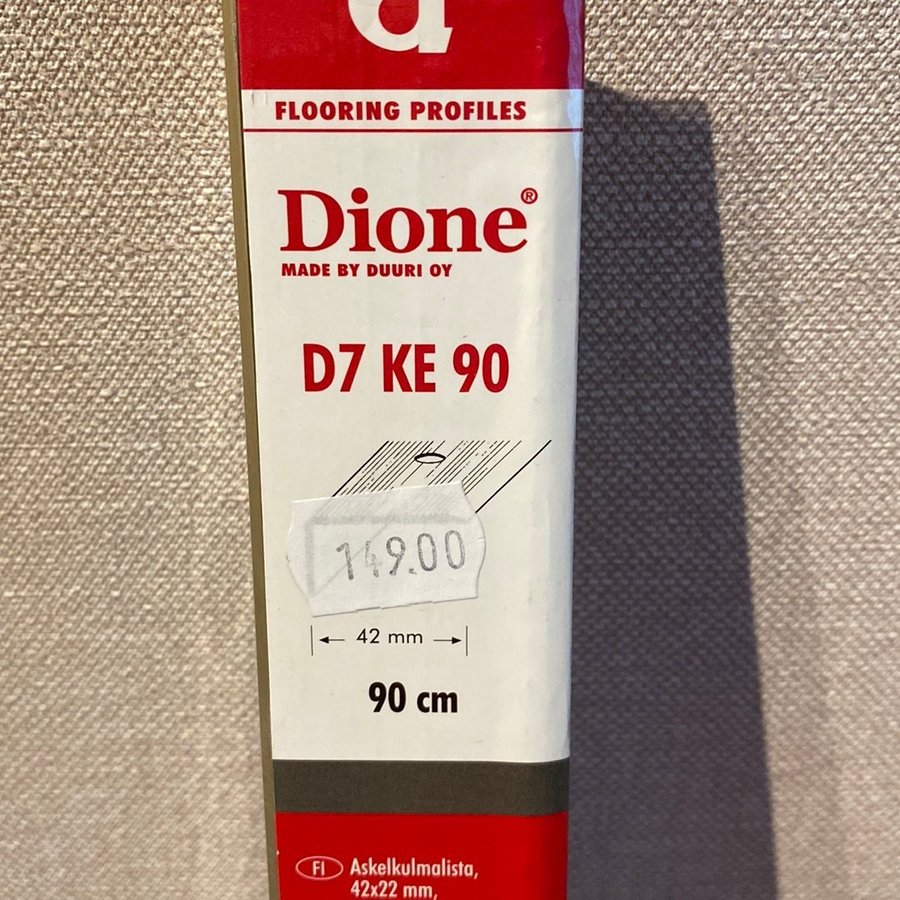 d
FLOORING PROFILES
Dione®
MADE BY DUURI OY
D7 KE 90
149.00
42 mm
90 cm
FI Askelkulmalista,
42x22 mm,